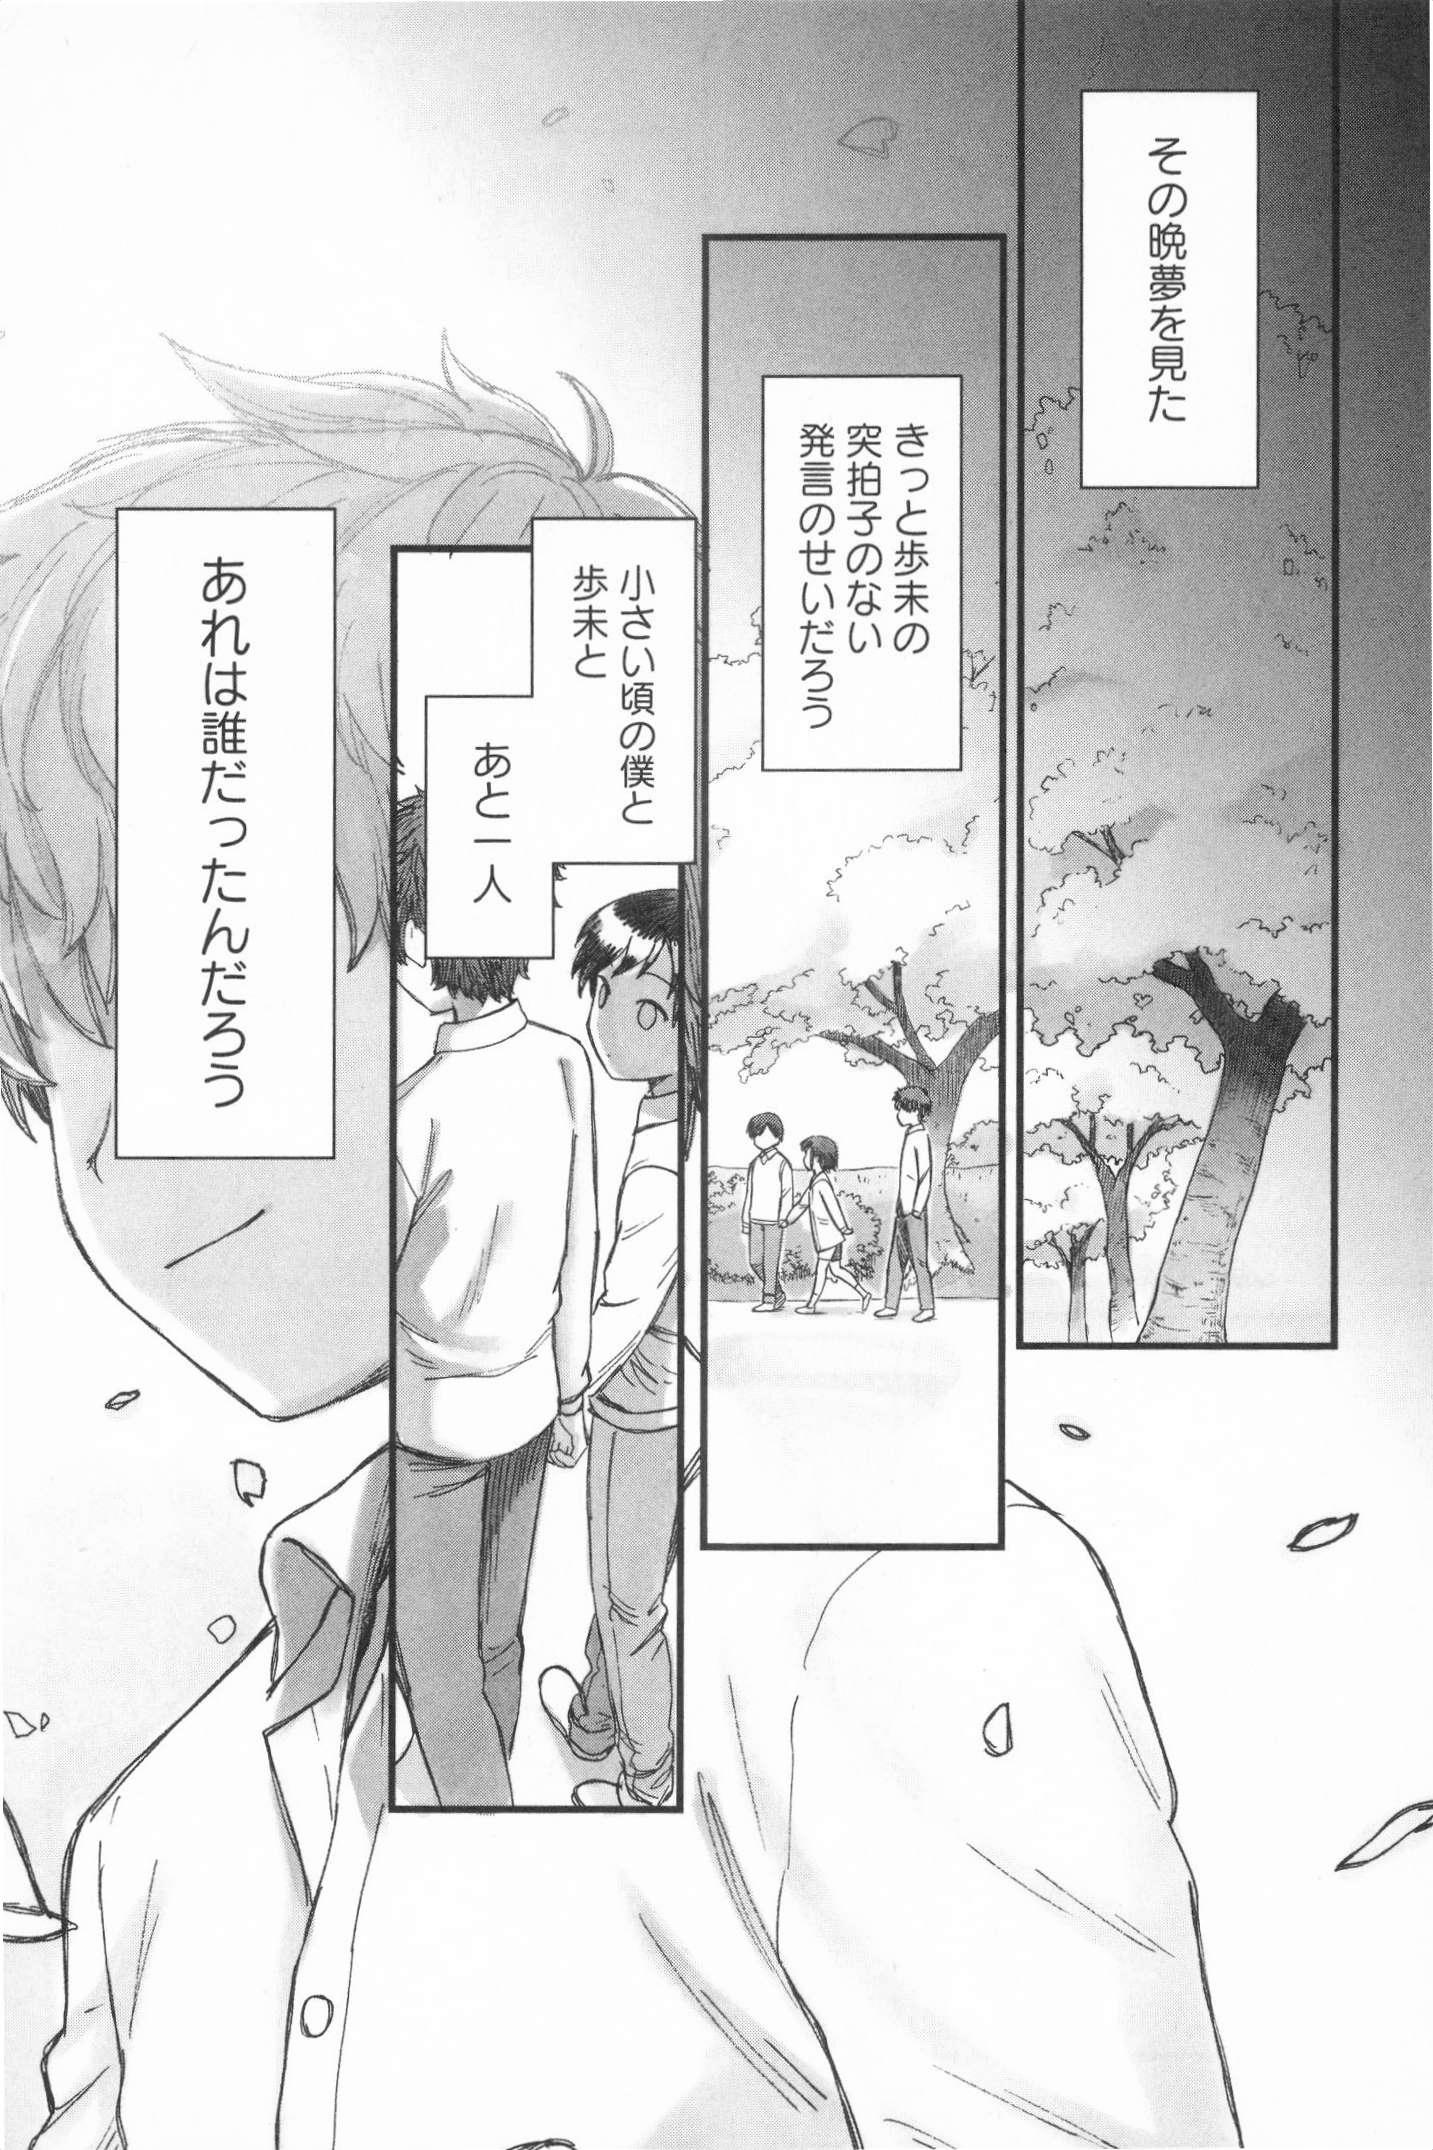 その晩夢を見た
きっと歩未の
突拍子のない
発言のせいだろう
小さい頃の僕と
歩未と
あと一人
あれは誰だったんだろう